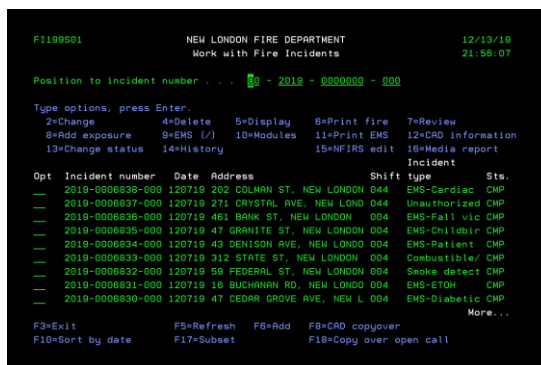 FI199S01 NEW LONDON FIRE DEPARTMENT 12/13/19
Work with Fire Incidents 21:56:07
Position to incident number . . . 00 - 2019 - 0000000 - 000
Type options, press Enter.
2=Change 4=Delete 5=Display 6=Print fire 7=Review
8=Add exposure 9=EMS (/) 10=Modules 11=Print EMS 12=CAD information
13=Change status 14=History 15=NFIRS edit 16=Media report
Incident
Opt Incident number Date Address Shift type Sts.
2019-0006838-000 120719 202 COLMAN ST, NEW LONDON 044 EMS-Cardiac CMP
2019-0006837-000 120719 271 CRYSTAL AVE, NEW LOND 044 Unauthorized CMP
2019-0006836-000 120719 461 BANK ST, NEW LONDON 004 EMS-Fall vic CMP
2019-0006835-000 120719 47 GRANITE ST, NEW LONDON 004 EMS-Childbir CMP
2019-0006834-000 120719 43 DENISON AVE, NEW LONDO 004 EMS-Patient CMP
2019-0006833-000 120719 312 STATE ST, NEW LONDON 004 Combustible/ CMP
2019-0006832-000 120719 59 FEDERAL ST, NEW LONDON 004 Smoke detect CMP
2019-0006831-000 120719 16 BUCHANAN RD, NEW LONDO 004 EMS-ETOH CMP
2019-0006830-000 120719 47 CEDAR GROVE AVE, NEW L 004 EMS-Diabetic CMP
More...
F3=Exit F5=Refresh F6=Add F8=CAD copyover
F10=Sort by date F17=Subset F18=Copy over open call